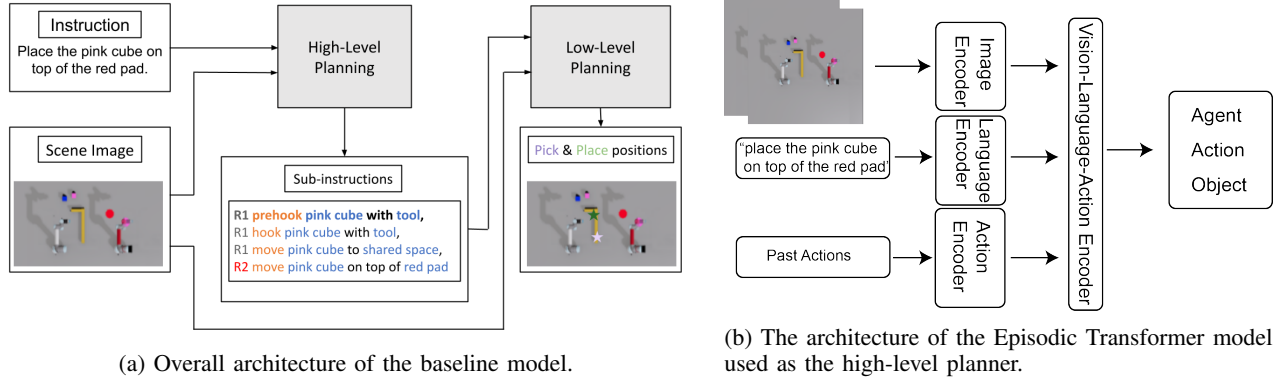 Instruction
Place the pink cube on
top of the red pad.
High-Level
Planning
Low-Level
Planning
Scene Image
Sub-instructions
R1 prehook pink cube with tool,
R1 hook pink cube with tool,
R1 move pink cube to shared space,
R2 move pink cube on top of red pad
Pick & Place positions
(a) Overall architecture of the baseline model.
Image
Encoder
"place the pink cube
on top of the red pad"
Language
Encoder
Past Actions
Action
Encoder
Vision-Language-Action Encoder
Agent
Action
Object
(b) The architecture of the Episodic Transformer model
used as the high-level planner.